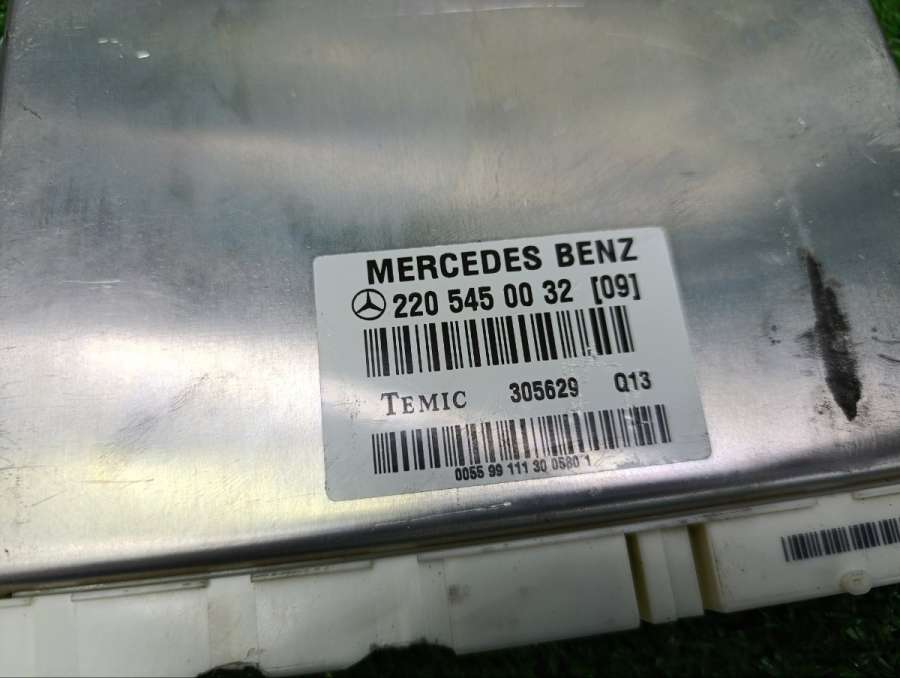 MERCEDES BENZ
220 545 00 32 [09]
TEMIC 305629 Q13
0055 99 111 30 0580 1